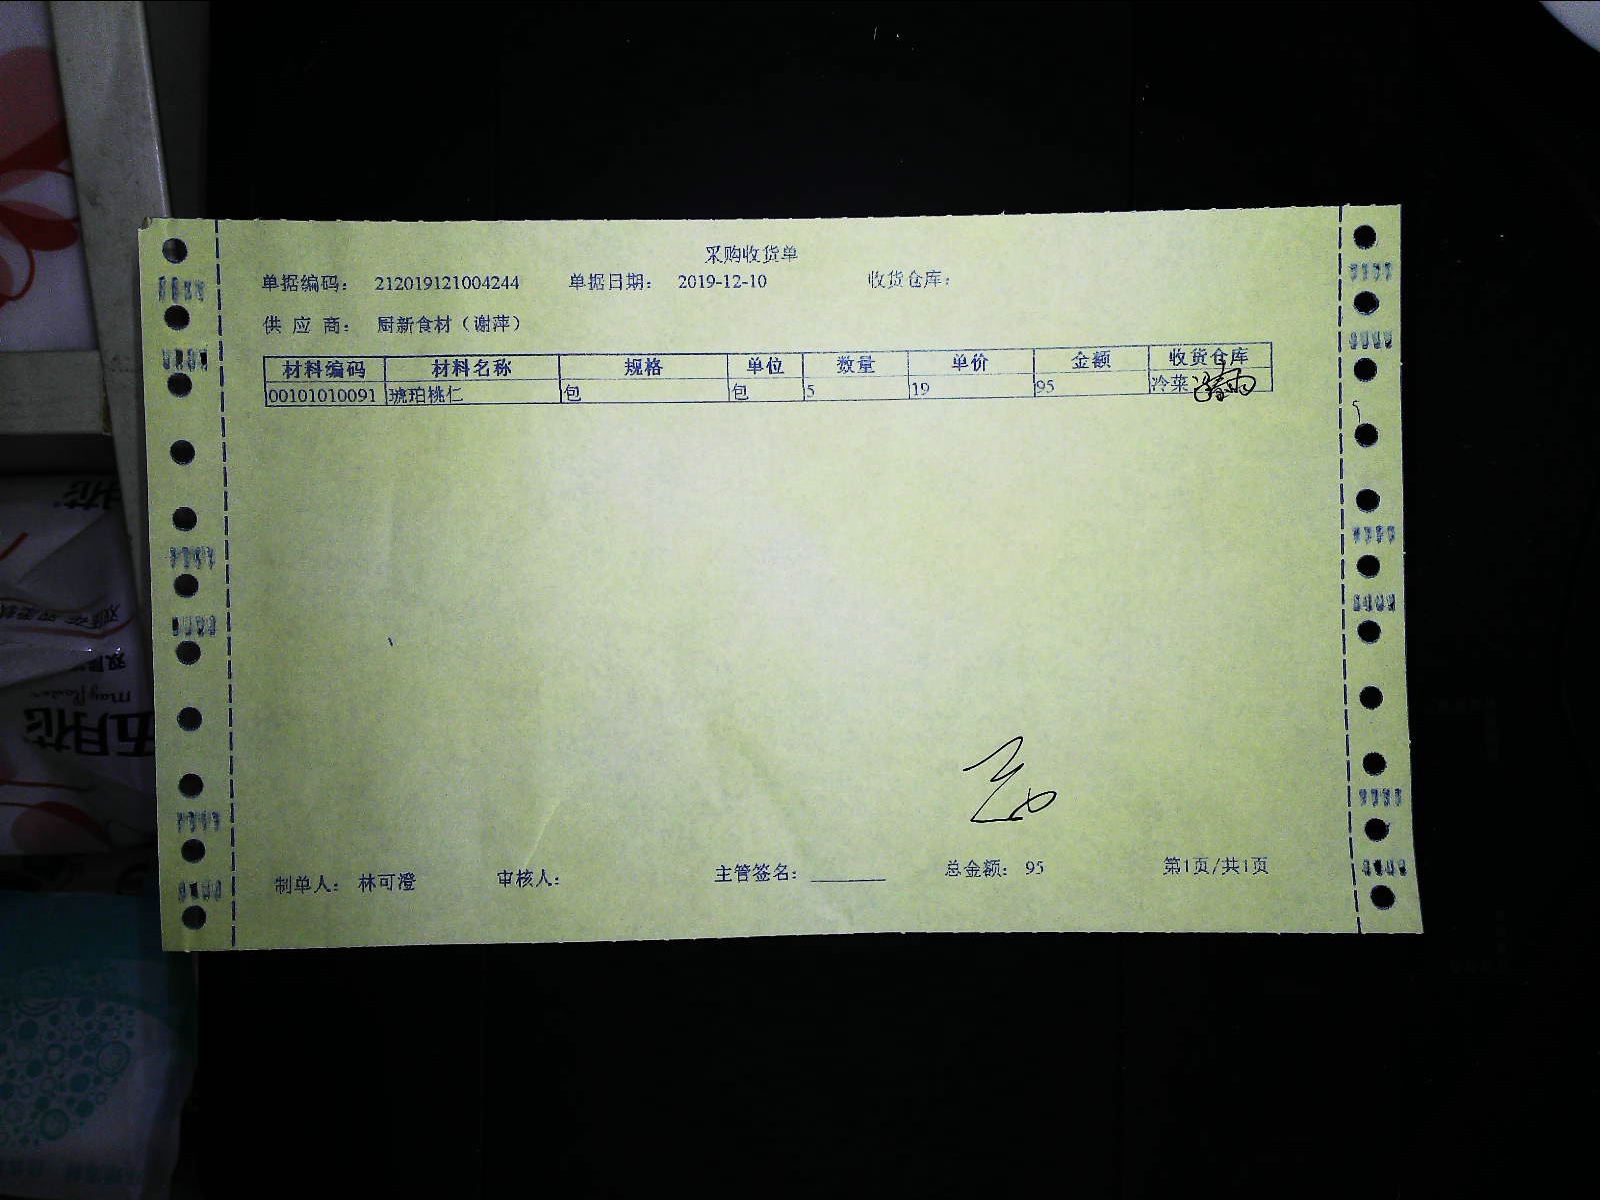 采购收货单
单据编码： 212019121004244 单据日期： 2019-12-10 收货仓库：
供 应 商： 厨新食材（谢萍）
材料编码 材料名称 规格 单位 数量 单价 金额 收货仓库
00101010091 琥珀桃仁 包 包 5 19 95 冷菜
制单人： 林可澄 审核人： 主管签名： 总金额： 95 第1页/共1页
五月花
mayflower